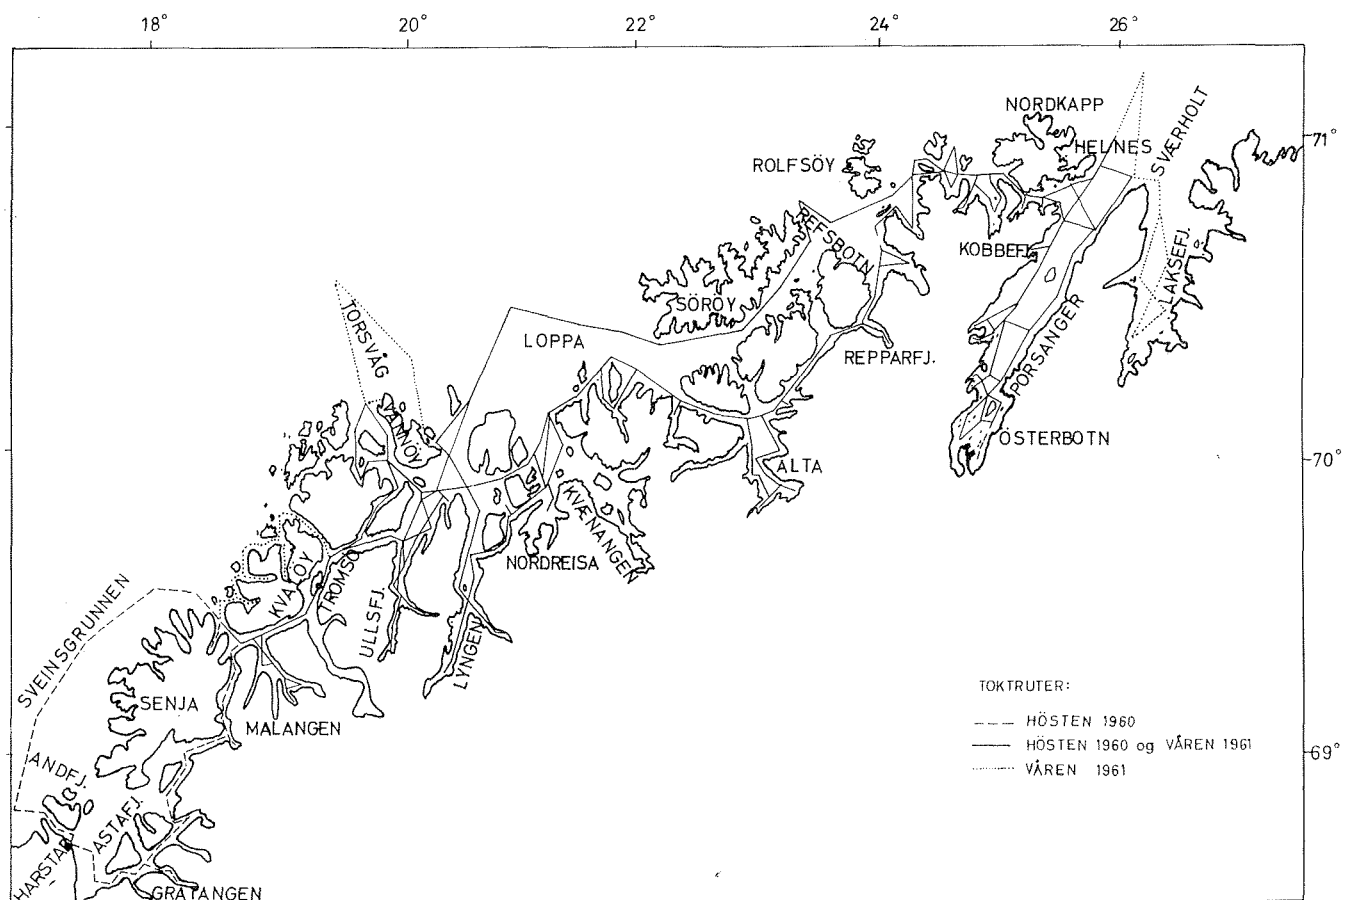 18° 20° 22° 24° 26°
NORDKAPP
HELNES
71°
SVÆRHOLT
ROLFSÖY
REFSBOTN
KOBBEFJ.
LAKSEFJ.
SÖRÖY
TORSVÅG
LOPPA
PORSANGER
REPPARFJ.
VANNÖY
ÖSTERBOTN
70°
ALTA
KVÆNANGEN
NORDREISA
KVALÖY
TROMSÖ
ULLSFJ.
LYNGEN
SVEINSGRUNNEN
SENJA
MALANGEN
TOKTRUTER:
HÖSTEN 1960
HÖSTEN 1960 og VÅREN 1961
VÅREN 1961
69°
ANDFJ.
ASTAFJ.
HARSTAD
GRATANGEN